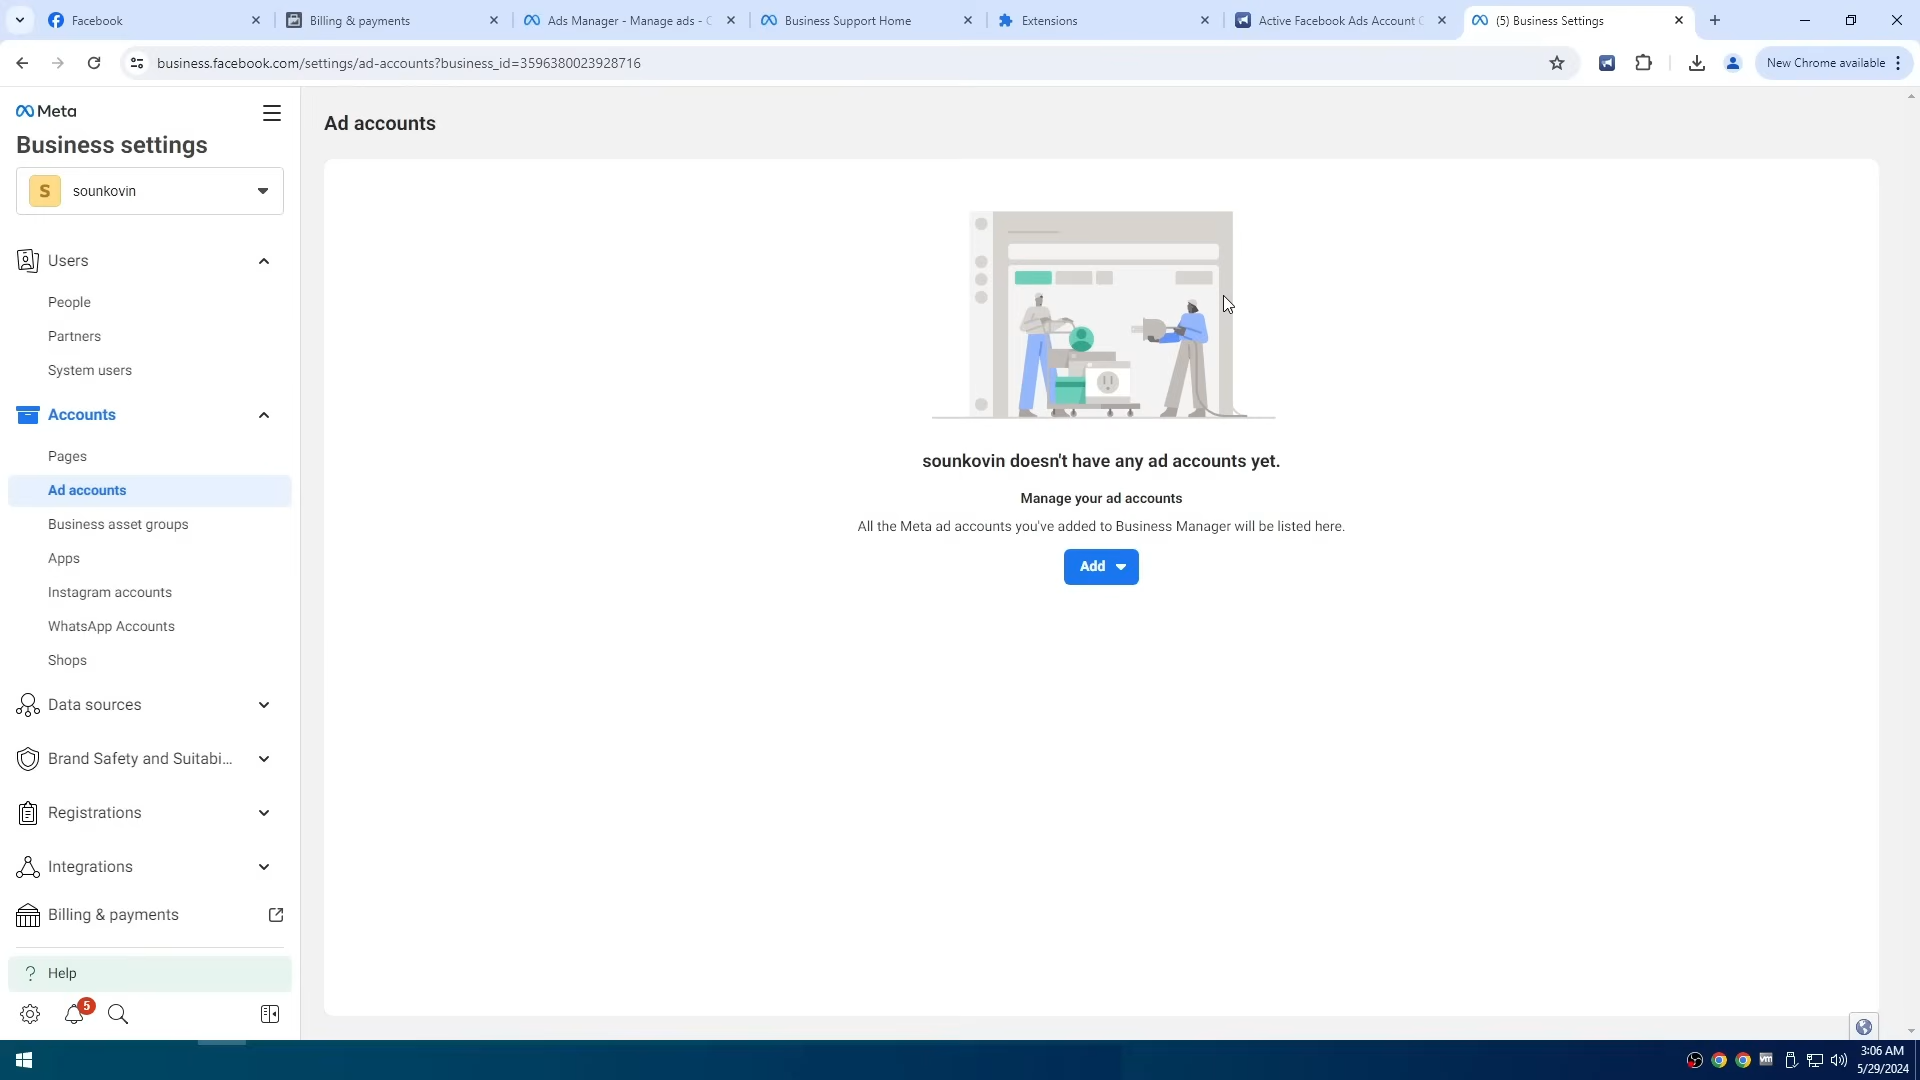 Facebook
Billing & payments
Ads Manager - Manage ads - C
Business Support Home
Extensions
Active Facebook Ads Account C
(5) Business Settings
business.facebook.com/settings/ad-accounts?business_id=3596380023928716
New Chrome available
Meta
Business settings
S
sounkovin
Users
People
Partners
System users
Accounts
Pages
Ad accounts
Business asset groups
Apps
Instagram accounts
WhatsApp Accounts
Shops
Data sources
Brand Safety and Suitabi...
Registrations
Integrations
Billing & payments
? Help
5
Ad accounts
sounkovin doesn't have any ad accounts yet.
Manage your ad accounts
All the Meta ad accounts you've added to Business Manager will be listed here.
Add
vm
3:06 AM
5/29/2024